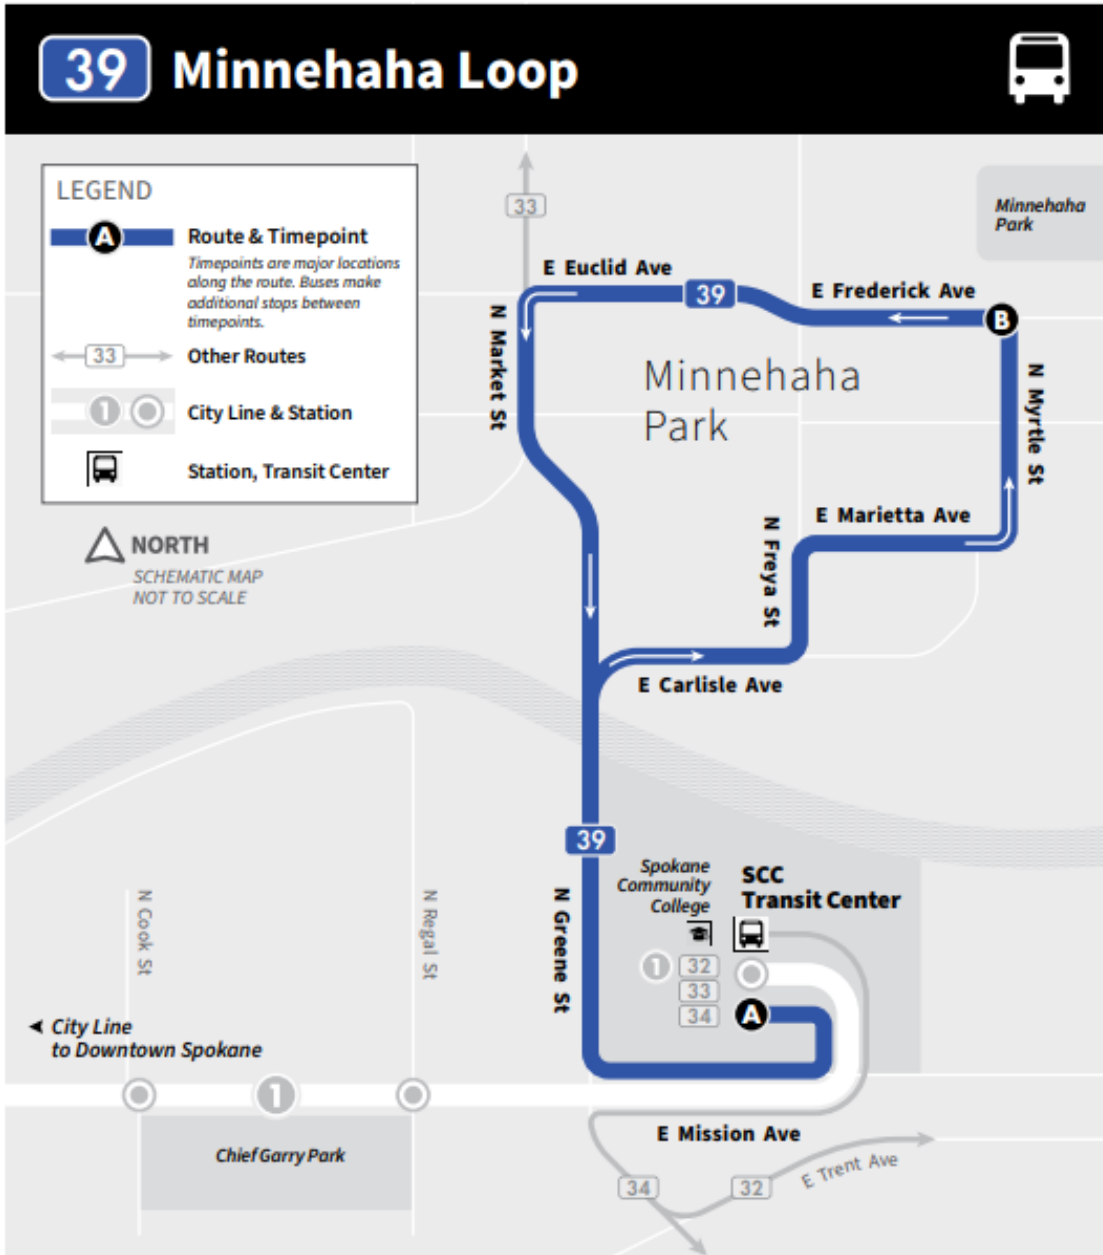 39 Minnehaha Loop
LEGEND
A
Route & Timepoint
Timepoints are major locations
along the route. Buses make
additional stops between
timepoints.
33
Other Routes
1
City Line & Station
Station, Transit Center
NORTH
SCHEMATIC MAP
NOT TO SCALE
33
Minnehaha
Park
E Euclid Ave
39
E Frederick Ave
B
N Market St
Minnehaha
Park
N Myrtle St
E Marietta Ave
N Freya St
E Carlisle Ave
39
Spokane
Community
College
SCC
Transit Center
N Cook St
N Regal St
N Greene St
1
32
33
34
A
City Line
to Downtown Spokane
1
Chief Garry Park
E Mission Ave
E Trent Ave
34
32